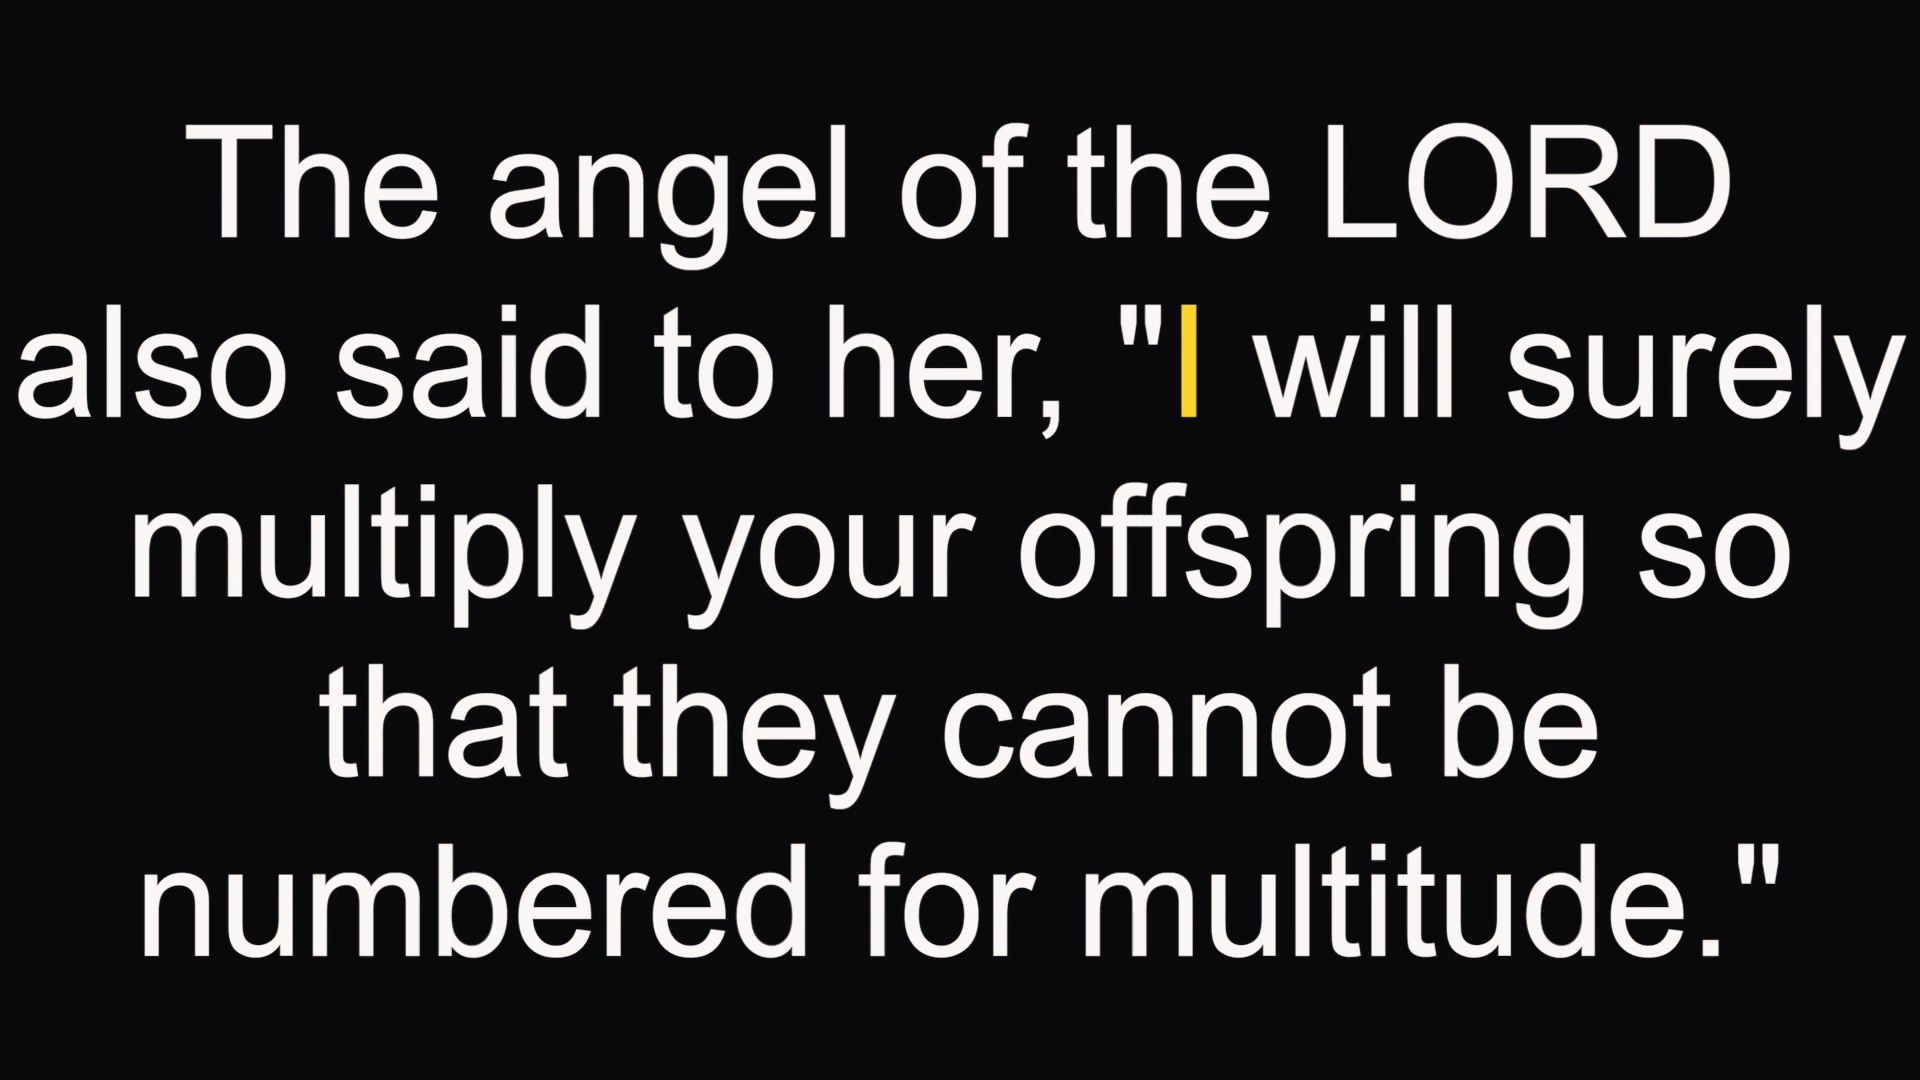 The angel of the LORD
also said to her, "I will surely
multiply your offspring so
that they cannot be
numbered for multitude."